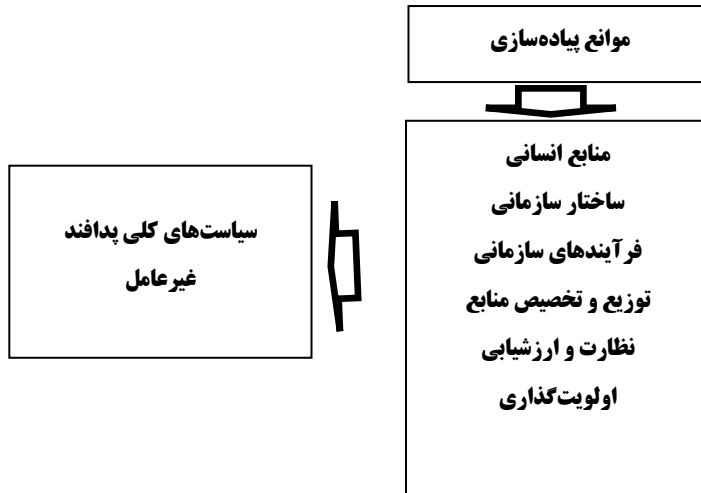 موانع پیاده‌سازی
منابع انسانی
ساختار سازمانی
فرآیندهای سازمانی
توزیع و تخصیص منابع
نظارت و ارزشیابی
اولویت‌گذاری
سیاست‌های کلی پدافند
غیرعامل